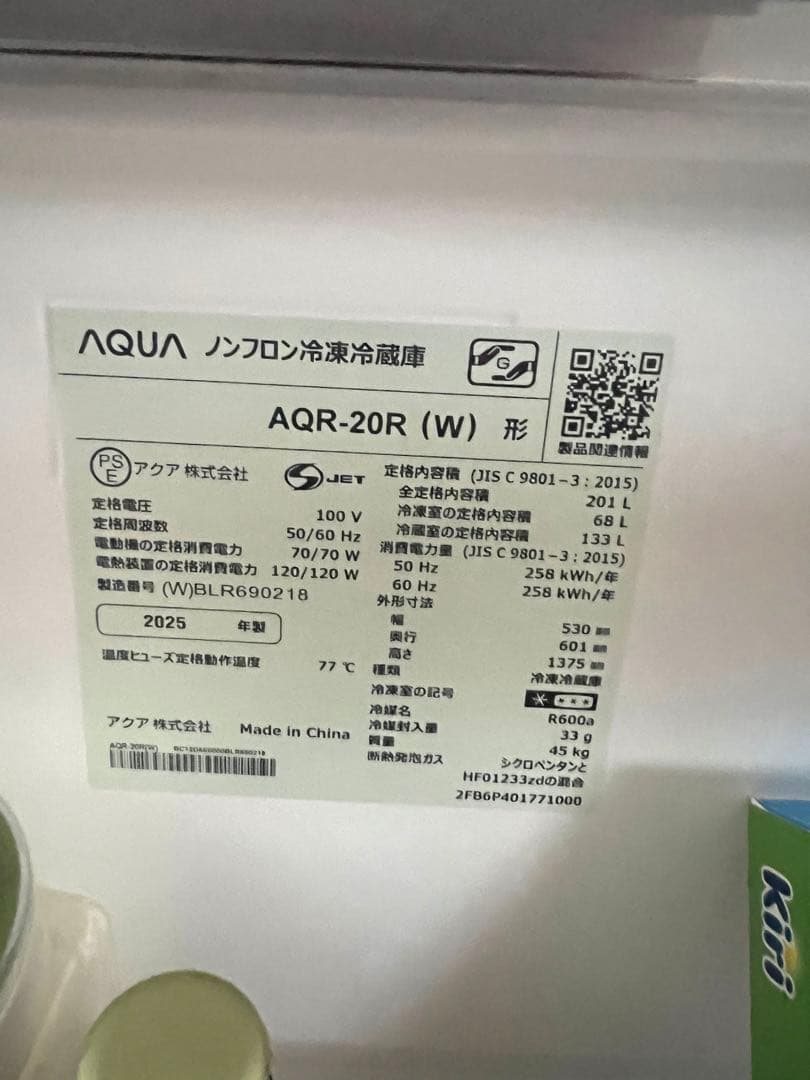 AQUA ノンフロン冷凍冷蔵庫
G
AQR-20R (W) 形
製品関連情報
PSE アクア 株式会社
S JET
定格電圧 100 V
定格周波数 50/60 Hz
電動機の定格消費電力 70/70 W
電熱装置の定格消費電力 120/120 W
製造番号 (W)BLR690218
2025 年製
温度ヒューズ定格動作温度 77 ℃
アクア 株式会社 Made in China
AQR-20R(W)
定格内容積 (JIS C 9801-3:2015)
全定格内容積 201 L
冷凍室の定格内容積 68 L
冷蔵室の定格内容積 133 L
消費電力量 (JIS C 9801-3:2015)
50 Hz 258 kWh/年
60 Hz 258 kWh/年
外形寸法
幅 530 mm
奥行 601 mm
高さ 1375 mm
種類 冷凍冷蔵庫
冷凍室の記号
冷媒名 R600a
冷媒封入量 33 g
質量 45 kg
断熱発泡ガス シクロペンタンと
HFO1233zdの混合
2FB6P401771000
Kiri